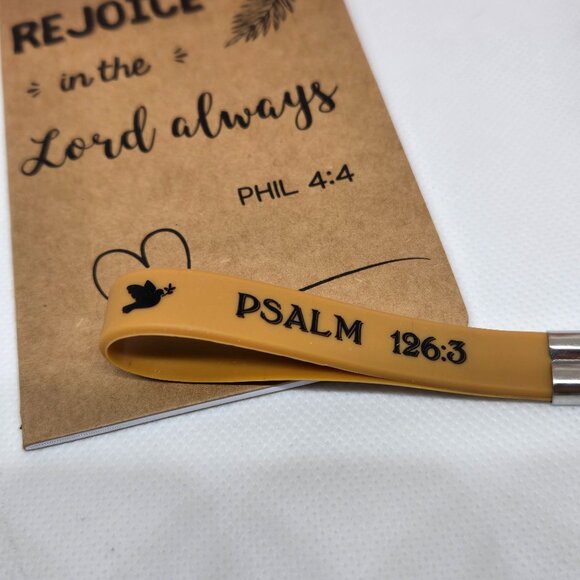 REJOICE
in the
Lord always
PHIL 4:4
PSALM 126:3